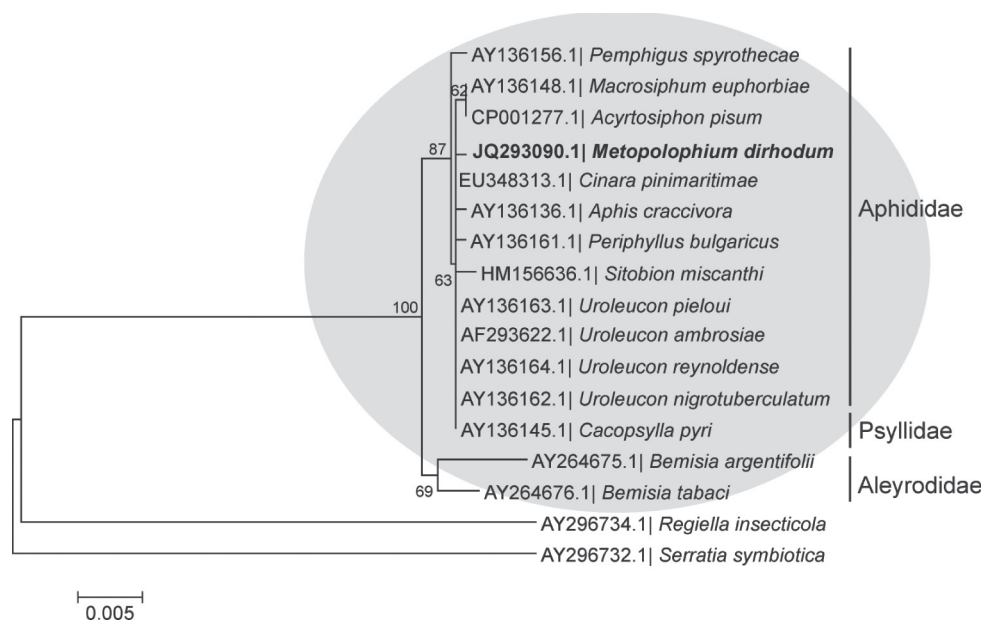 AY136156.1| Pemphigus spyrothecae
62
AY136148.1| Macrosiphum euphorbiae
CP001277.1| Acyrtosiphon pisum
87
JQ293090.1| Metopolophium dirhodum
EU348313.1| Cinara pinimaritimae
AY136136.1| Aphis craccivora
Aphididae
AY136161.1| Periphyllus bulgaricus
HM156636.1| Sitobion miscanthi
63
100
AY136163.1| Uroleucon pieloui
AF293622.1| Uroleucon ambrosiae
AY136164.1| Uroleucon reynoldense
AY136162.1| Uroleucon nigrotuberculatum
AY136145.1| Cacopsylla pyri
Psyllidae
AY264675.1| Bemisia argentifolii
Aleyrodidae
69
AY264676.1| Bemisia tabaci
AY296734.1| Regiella insecticola
AY296732.1| Serratia symbiotica
0.005